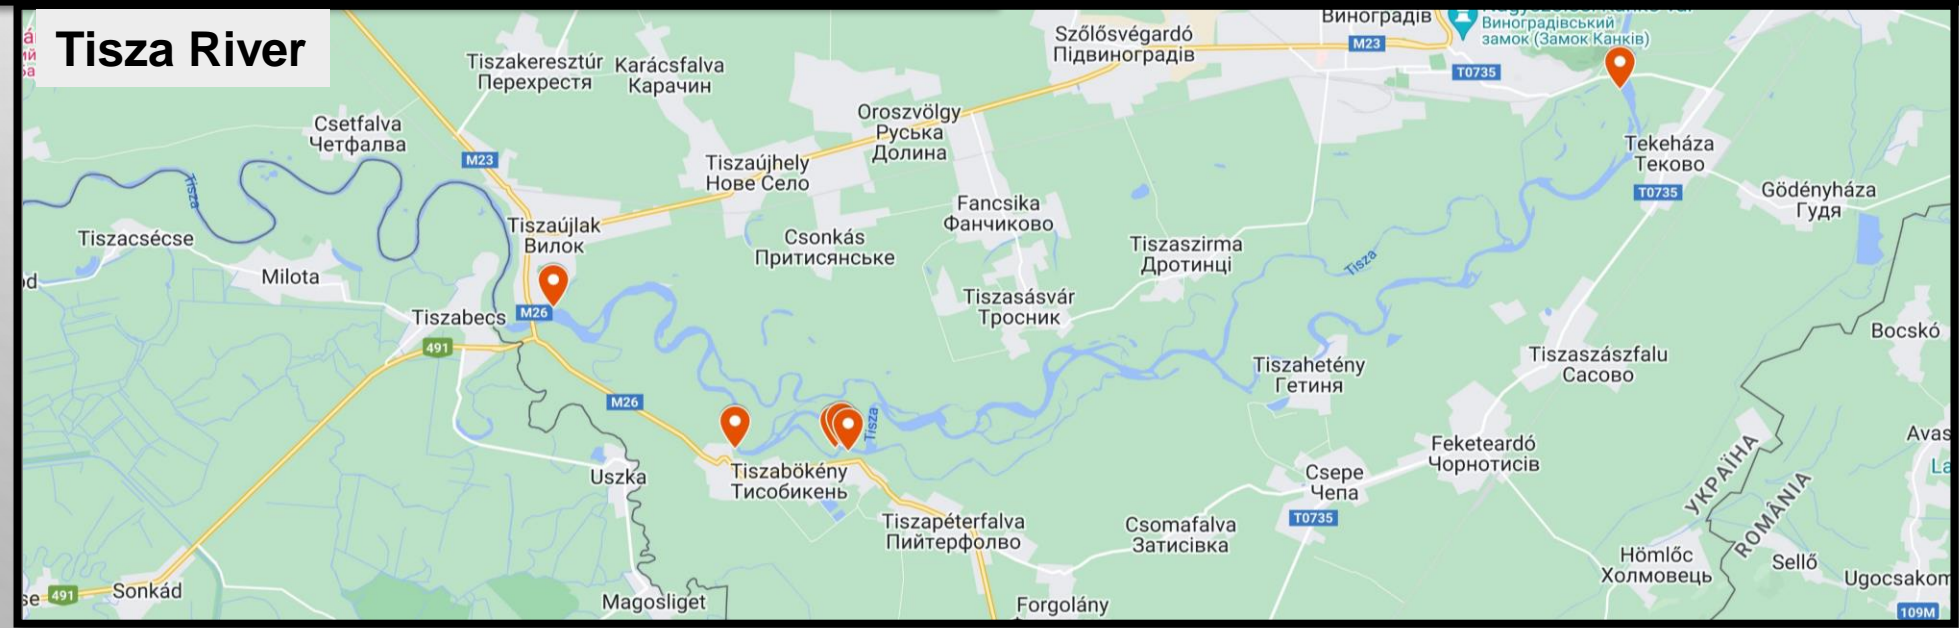 Tisza River
Tiszakeresztúr
Перехрестя
Karácsfalva
Карачин
Szőlősvégardó
Підвиноградів
Виноградів
M23
Виноградівський
замок (Замок Канків)
T0735
Csetfalva
Четфалва
M23
Oroszvölgy
Руська
Долина
Tiszaújhely
Нове Село
Tekeháza
Теково
T0735
Gödényháza
Гудя
Tisza
Tiszacsécse
Milota
Tiszaújlak
Вилок
Csonkás
Притисянське
Fancsika
Фанчиково
Tiszaszirma
Дротинці
Tisza
Tiszabecs
M26
491
Tiszasásvár
Тросник
Tiszahetény
Гетиня
Tiszaszászfalu
Сасово
Bocskó
M26
Tisza
Uszka
Tiszabökény
Тисобикень
Feketeardó
Чорнотисів
Csepe
Чепа
T0735
УКРАЇНА
ROMÂNIA
Avas
La
Tiszapéterfalva
Пийтерфолво
Csomafalva
Затисівка
Hömlőc
Холмовець
Sellő
Ugocsakom
109M
se
491
Sonkád
Magosliget
Forgolány